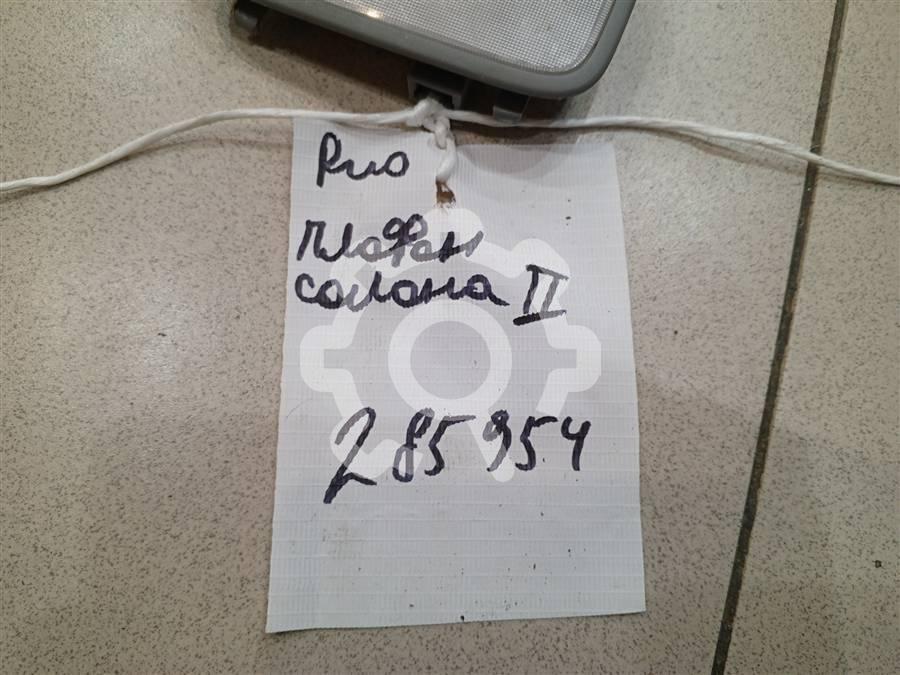 Рио
Плафон
салона II
285954